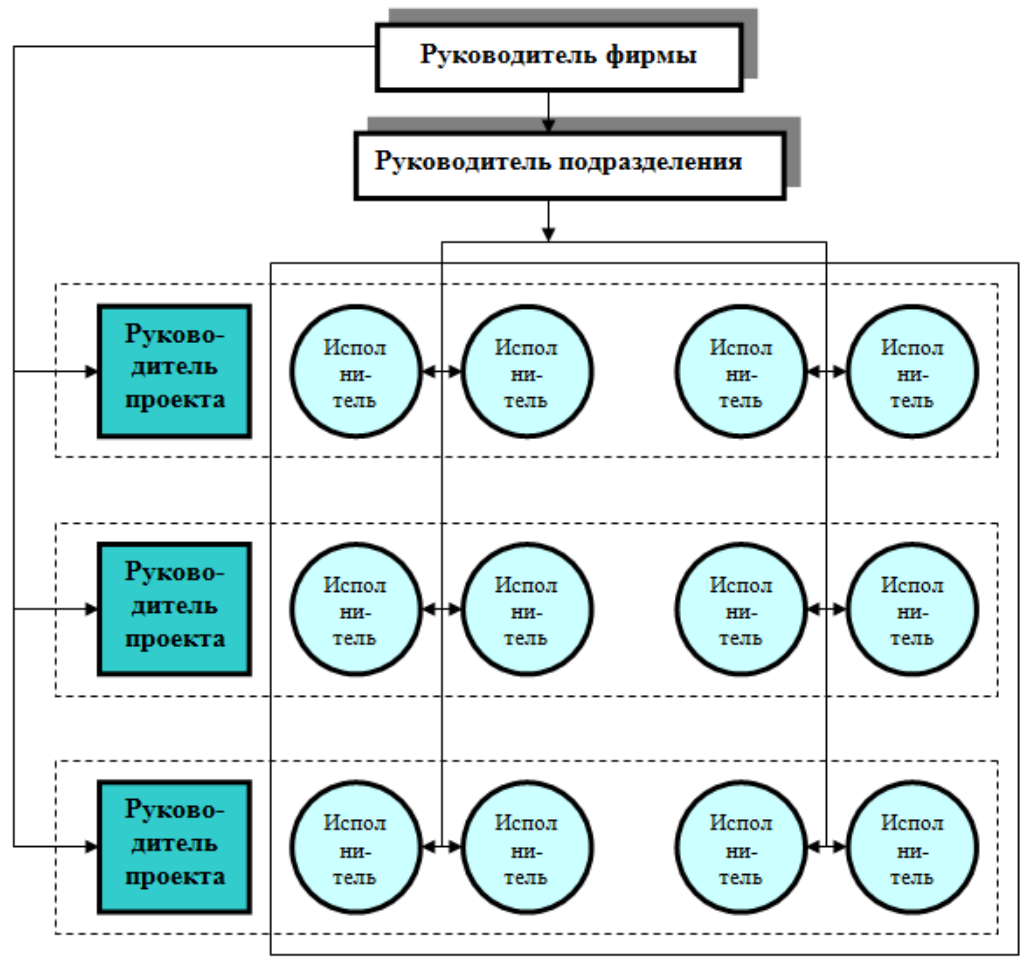 Руководитель фирмы
Руководитель подразделения
Руково-
дитель
проекта
Испол
ни-
тель
Испол
ни-
тель
Испол
ни-
тель
Испол
ни-
тель
Руково-
дитель
проекта
Испол
ни-
тель
Испол
ни-
тель
Испол
ни-
тель
Испол
ни-
тель
Руково-
дитель
проекта
Испол
ни-
тель
Испол
ни-
тель
Испол
ни-
тель
Испол
ни-
тель